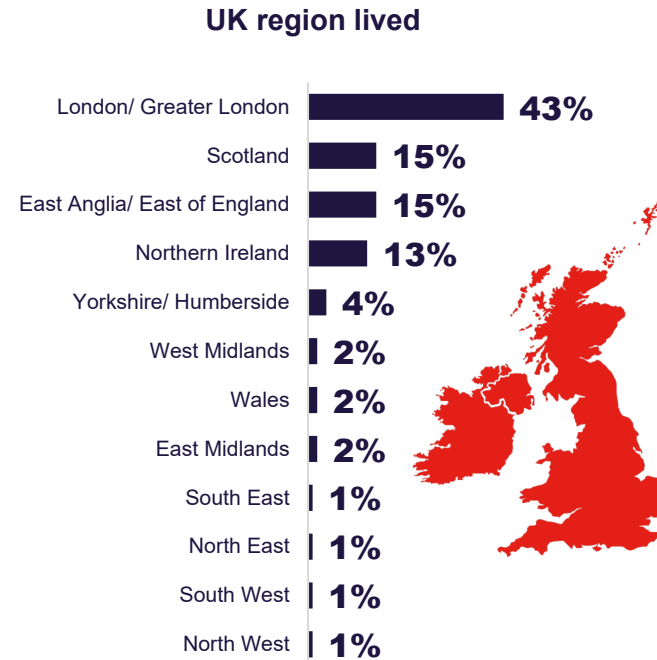 UK region lived
London/ Greater London 43%
Scotland 15%
East Anglia/ East of England 15%
Northern Ireland 13%
Yorkshire/ Humberside 4%
West Midlands 2%
Wales 2%
East Midlands 2%
South East 1%
North East 1%
South West 1%
North West 1%